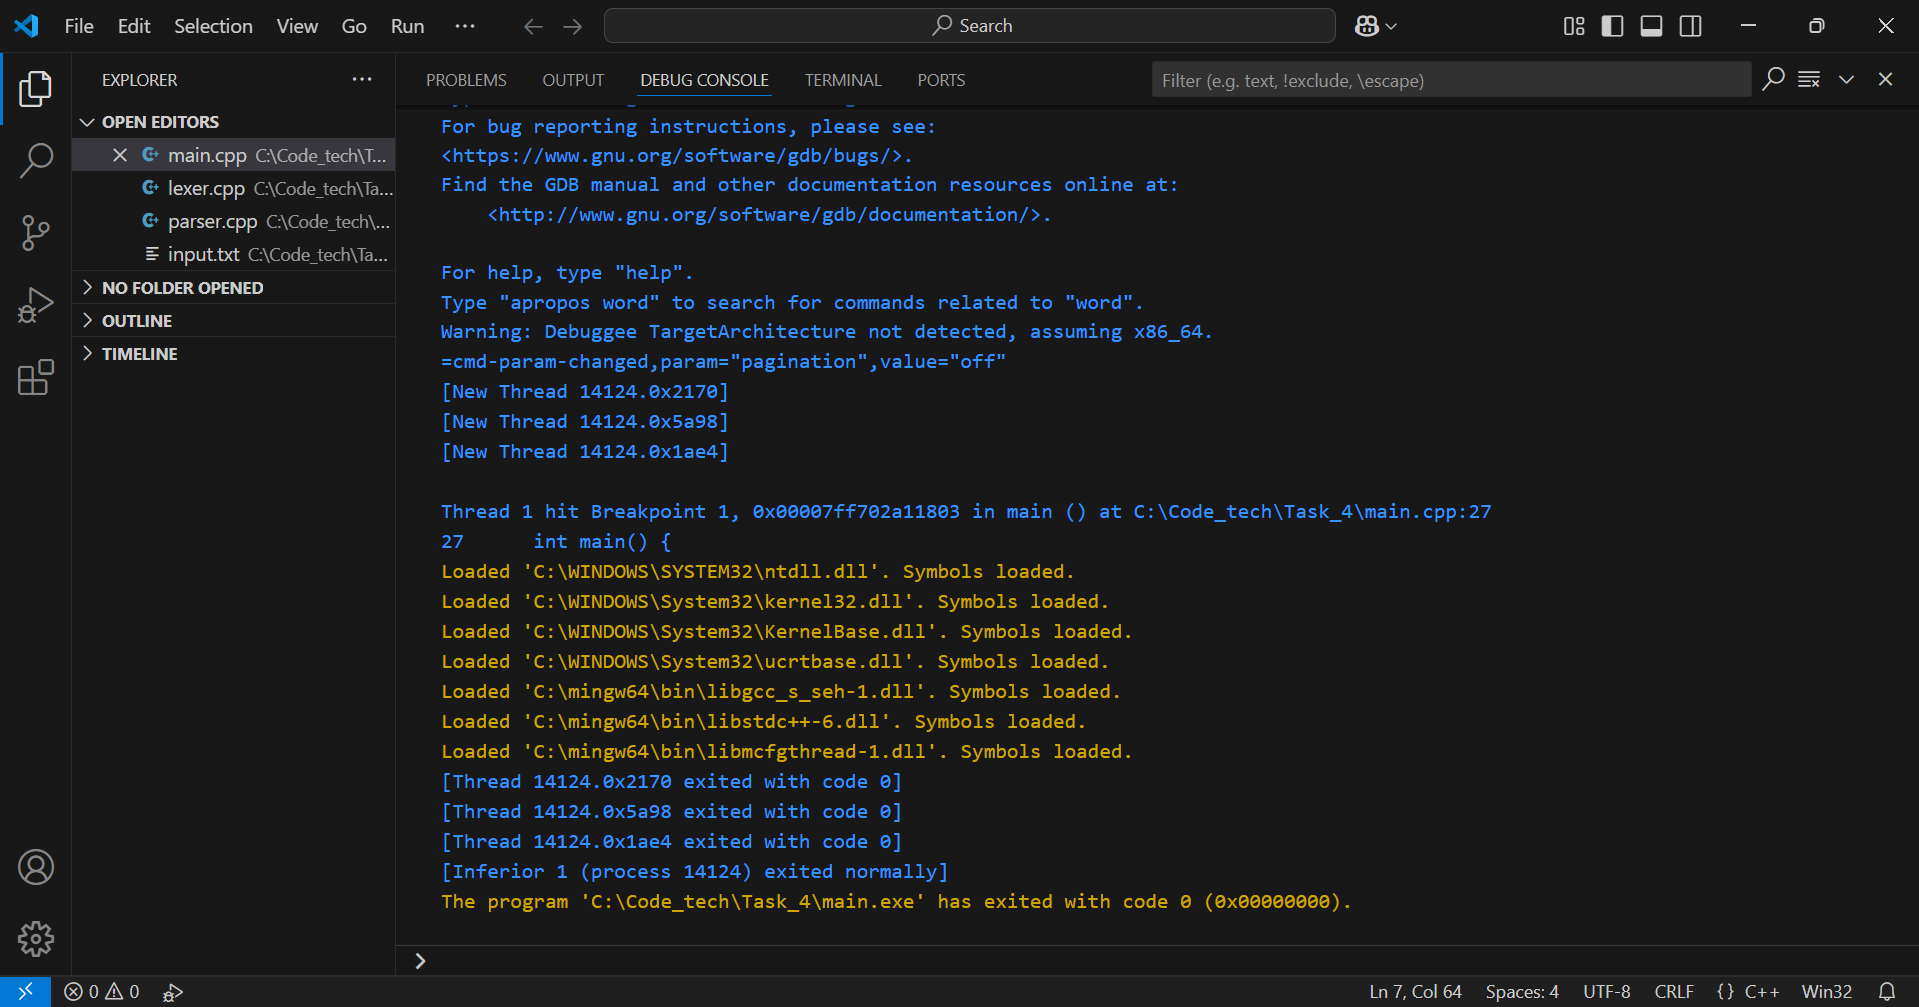 File Edit Selection View Go Run ··· Search
EXPLORER ···
OPEN EDITORS
main.cpp C:\Code_tech\T...
lexer.cpp C:\Code_tech\Ta...
parser.cpp C:\Code_tech\...
input.txt C:\Code_tech\Ta...
NO FOLDER OPENED
OUTLINE
TIMELINE
PROBLEMS OUTPUT DEBUG CONSOLE TERMINAL PORTS Filter (e.g. text, !exclude, \escape)
For bug reporting instructions, please see:
<https://www.gnu.org/software/gdb/bugs/>.
Find the GDB manual and other documentation resources online at:
<http://www.gnu.org/software/gdb/documentation/>.
For help, type "help".
Type "apropos word" to search for commands related to "word".
Warning: Debuggee TargetArchitecture not detected, assuming x86_64.
=cmd-param-changed,param="pagination",value="off"
[New Thread 14124.0x2170]
[New Thread 14124.0x5a98]
[New Thread 14124.0x1ae4]
Thread 1 hit Breakpoint 1, 0x00007ff702a11803 in main () at C:\Code_tech\Task_4\main.cpp:27
27 int main() {
Loaded 'C:\WINDOWS\SYSTEM32\ntdll.dll'. Symbols loaded.
Loaded 'C:\WINDOWS\System32\kernel32.dll'. Symbols loaded.
Loaded 'C:\WINDOWS\System32\KernelBase.dll'. Symbols loaded.
Loaded 'C:\WINDOWS\System32\ucrtbase.dll'. Symbols loaded.
Loaded 'C:\mingw64\bin\libgcc_s_seh-1.dll'. Symbols loaded.
Loaded 'C:\mingw64\bin\libstdc++-6.dll'. Symbols loaded.
Loaded 'C:\mingw64\bin\libmcfgthread-1.dll'. Symbols loaded.
[Thread 14124.0x2170 exited with code 0]
[Thread 14124.0x5a98 exited with code 0]
[Thread 14124.0x1ae4 exited with code 0]
[Inferior 1 (process 14124) exited normally]
The program 'C:\Code_tech\Task_4\main.exe' has exited with code 0 (0x00000000).
0 0 Ln 7, Col 64 Spaces: 4 UTF-8 CRLF {} C++ Win32